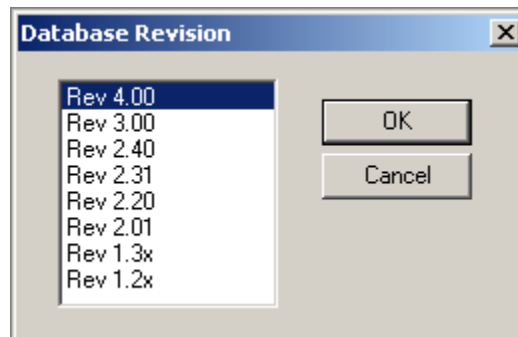 Database Revision
Rev 4.00
Rev 3.00
Rev 2.40
Rev 2.31
Rev 2.20
Rev 2.01
Rev 1.3x
Rev 1.2x
OK
Cancel